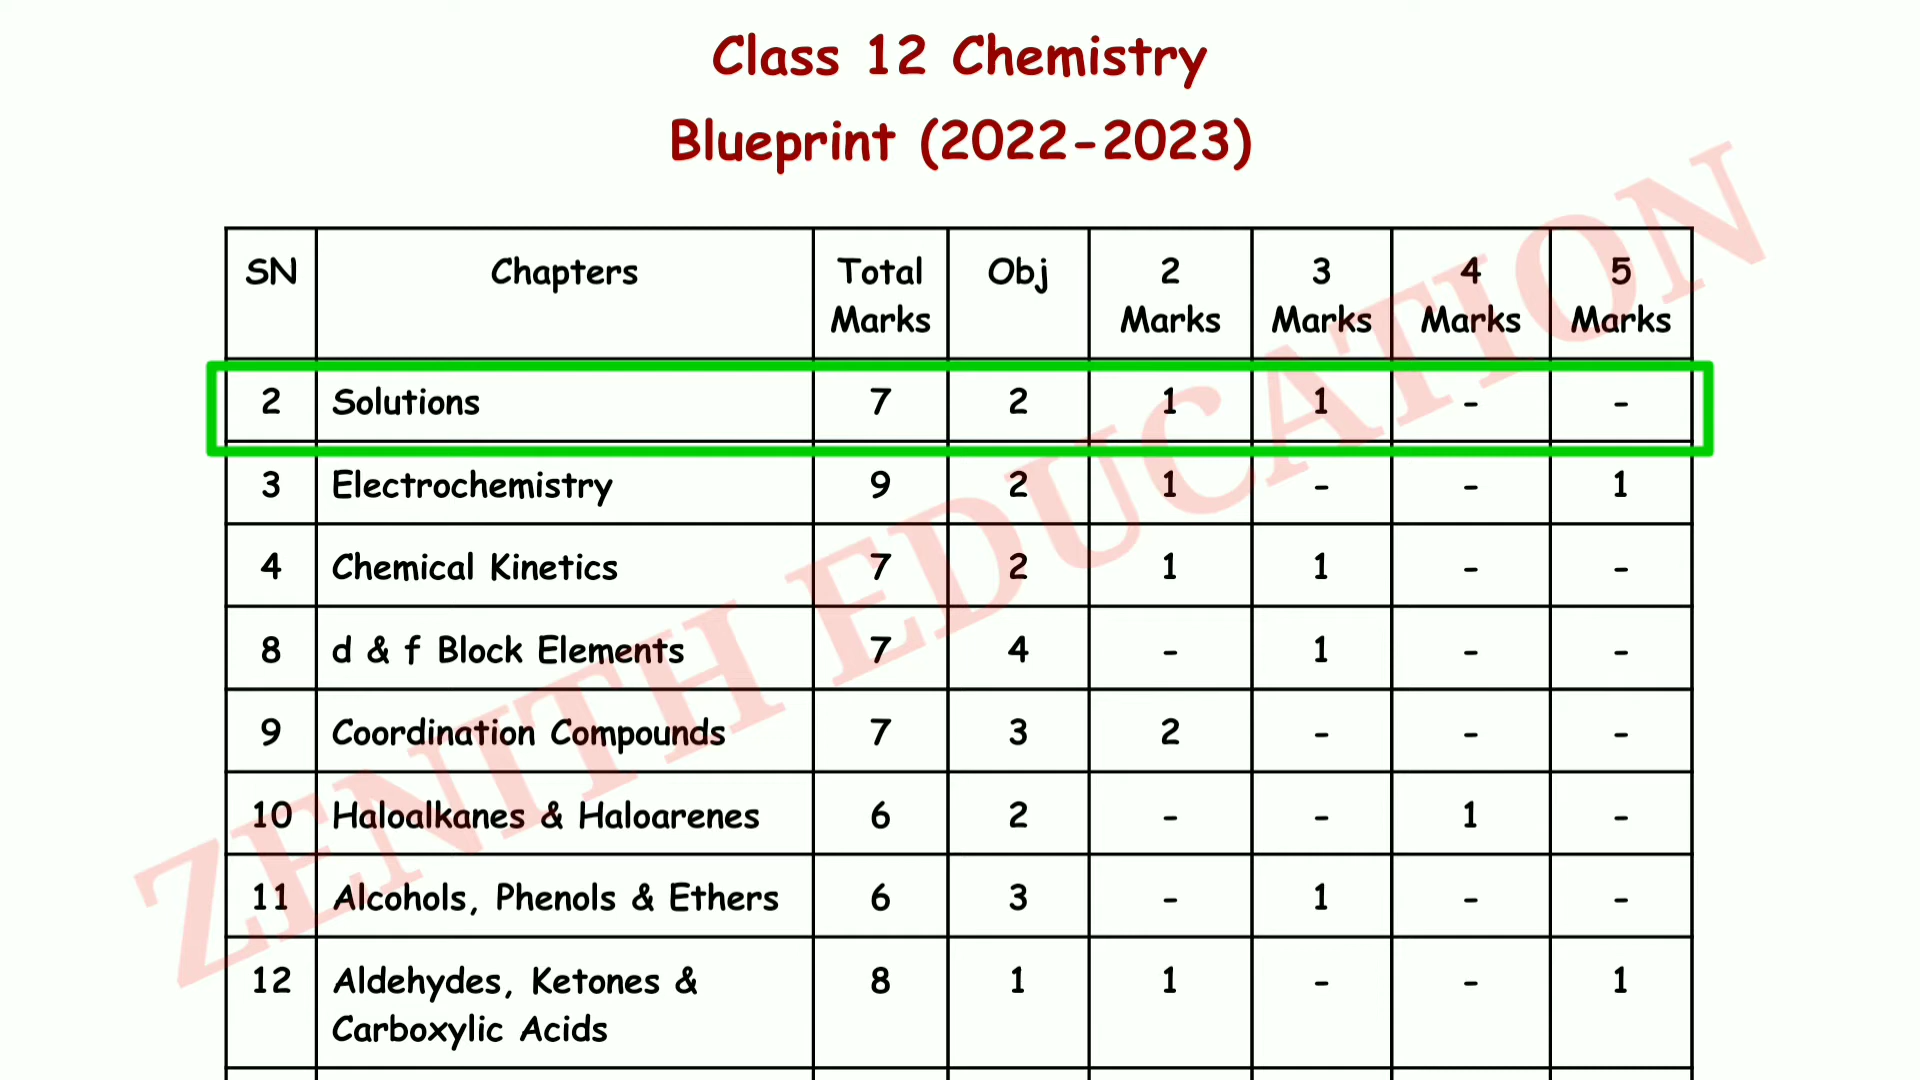 Class 12 Chemistry
Blueprint (2022-2023)
SN Chapters Total Marks Obj 2 Marks 3 Marks 4 Marks 5 Marks
2 Solutions 7 2 1 1 - -
3 Electrochemistry 9 2 1 - - 1
4 Chemical Kinetics 7 2 1 1 - -
8 d & f Block Elements 7 4 - 1 - -
9 Coordination Compounds 7 3 2 - - -
10 Haloalkanes & Haloarenes 6 2 - - 1 -
11 Alcohols, Phenols & Ethers 6 3 - 1 - -
12 Aldehydes, Ketones & Carboxylic Acids 8 1 1 - - 1
ZENITH EDUCATION